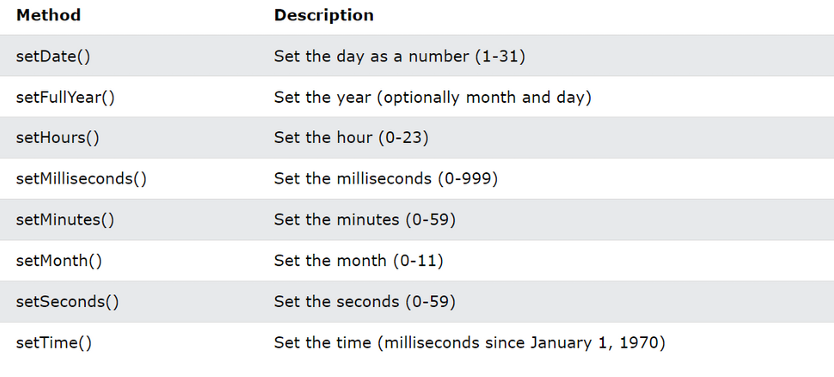 Method Description
setDate() Set the day as a number (1-31)
setFullYear() Set the year (optionally month and day)
setHours() Set the hour (0-23)
setMilliseconds() Set the milliseconds (0-999)
setMinutes() Set the minutes (0-59)
setMonth() Set the month (0-11)
setSeconds() Set the seconds (0-59)
setTime() Set the time (milliseconds since January 1, 1970)